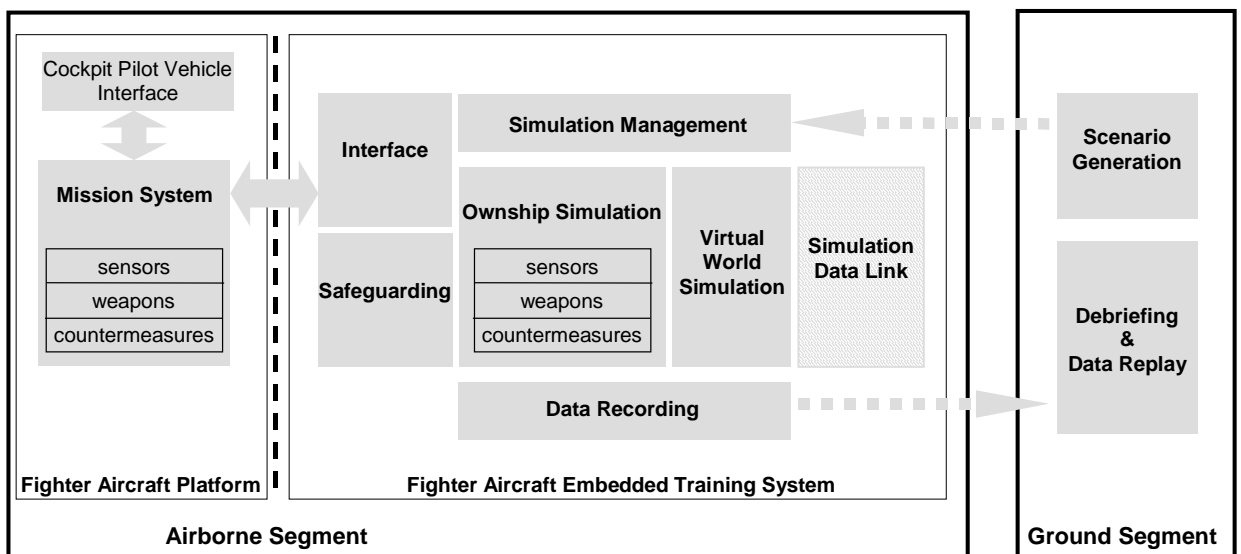 Cockpit Pilot Vehicle
Interface
Mission System
sensors
weapons
countermeasures
Fighter Aircraft Platform
Interface
Safeguarding
Simulation Management
Ownship Simulation
sensors
weapons
countermeasures
Virtual
World
Simulation
Simulation
Data Link
Data Recording
Fighter Aircraft Embedded Training System
Airborne Segment
Scenario
Generation
Debriefing
&
Data Replay
Ground Segment